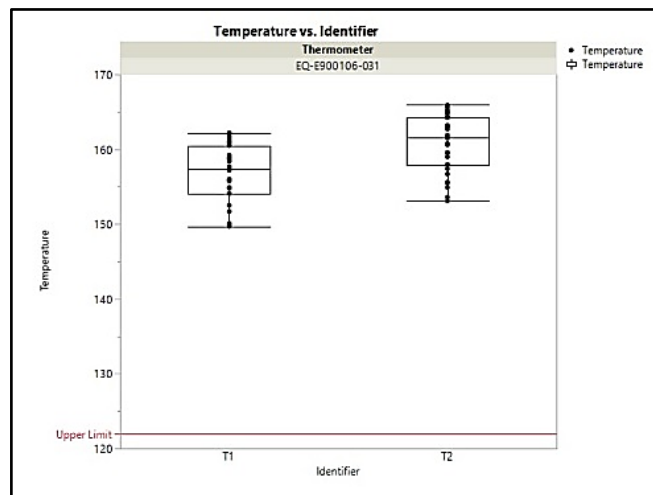 Temperature vs. Identifier
Thermometer
EQ-E900106-031
Temperature
Temperature
170
160
150
140
130
120
Temperature
Upper Limit
T1 T2
Identifier